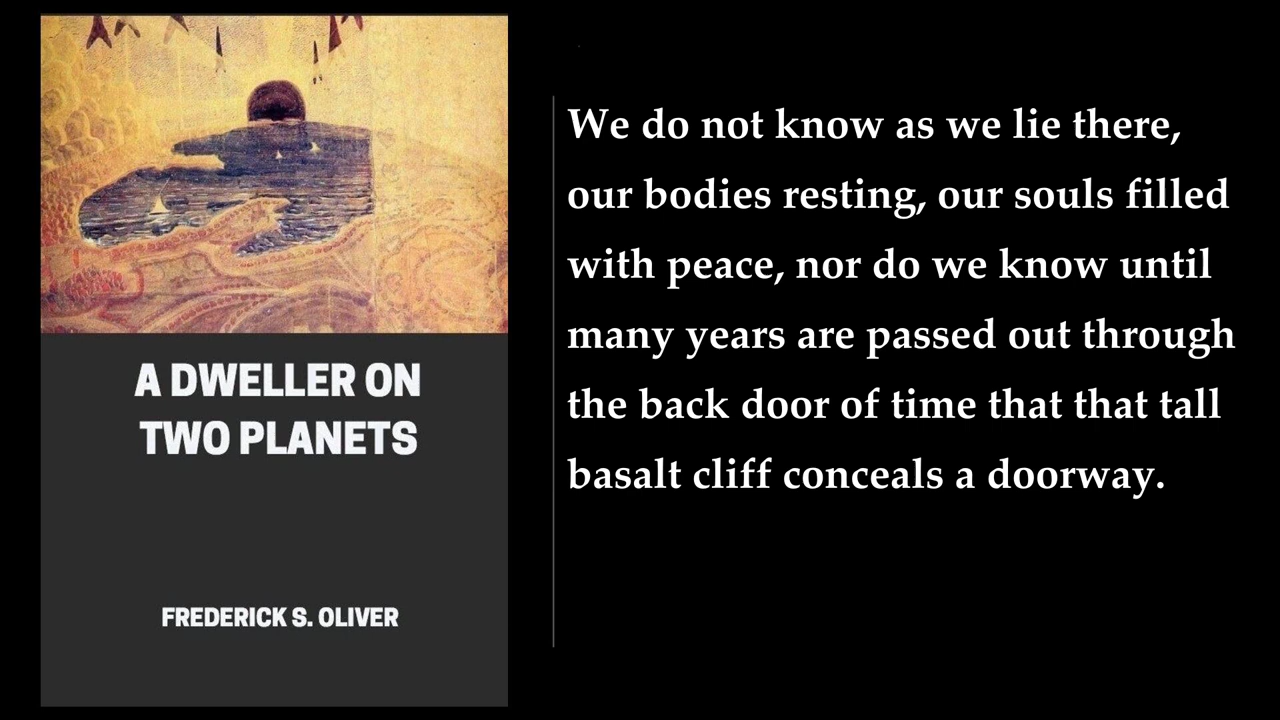 A DWELLER ON
TWO PLANETS
FREDERICK S. OLIVER
We do not know as we lie there,
our bodies resting, our souls filled
with peace, nor do we know until
many years are passed out through
the back door of time that that tall
basalt cliff conceals a doorway.